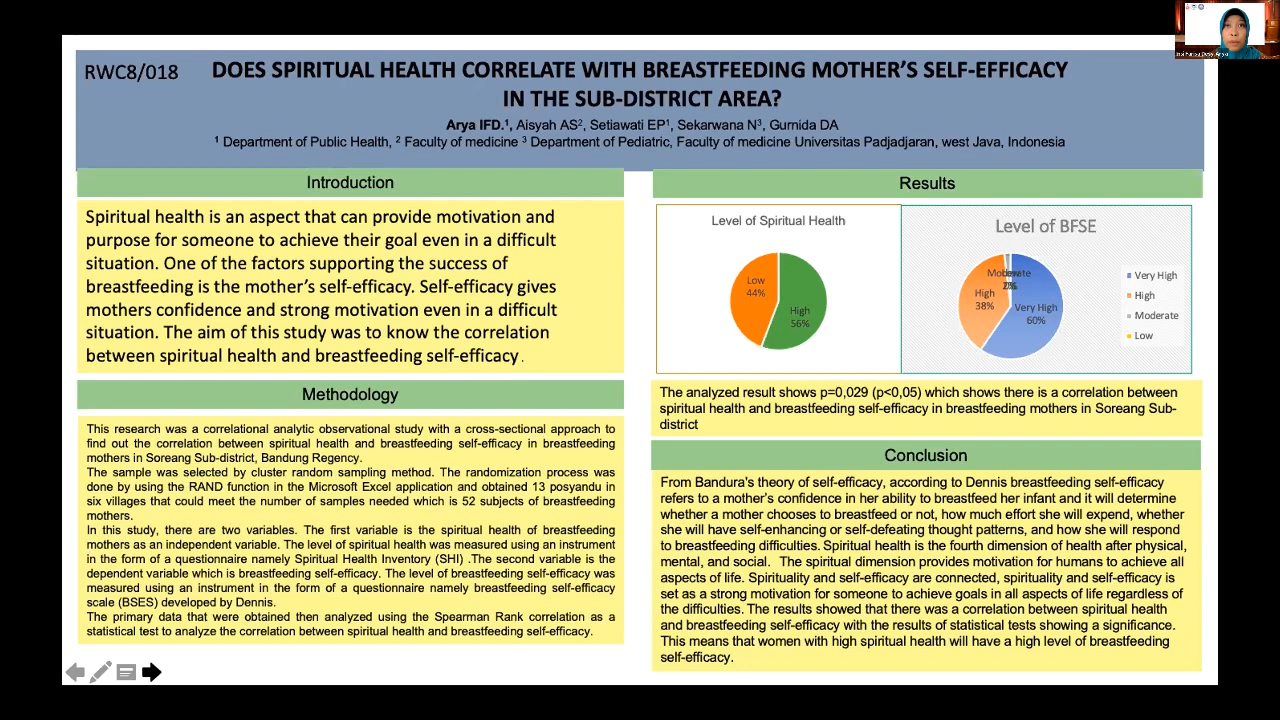 RWC8/018
DOES SPIRITUAL HEALTH CORRELATE WITH BREASTFEEDING MOTHER'S SELF-EFFICACY
IN THE SUB-DISTRICT AREA?
Arya IFD.¹, Aisyah AS², Setiawati EP¹, Sekarwana N³, Gurnida DA
¹ Department of Public Health, ² Faculty of medicine ³ Department of Pediatric, Faculty of medicine Universitas Padjadjaran, west Java, Indonesia
Introduction
Spiritual health is an aspect that can provide motivation and
purpose for someone to achieve their goal even in a difficult
situation. One of the factors supporting the success of
breastfeeding is the mother's self-efficacy. Self-efficacy gives
mothers confidence and strong motivation even in a difficult
situation. The aim of this study was to know the correlation
between spiritual health and breastfeeding self-efficacy.
Methodology
This research was a correlational analytic observational study with a cross-sectional approach to
find out the correlation between spiritual health and breastfeeding self-efficacy in breastfeeding
mothers in Soreang Sub-district, Bandung Regency.
The sample was selected by cluster random sampling method. The randomization process was
done by using the RAND function in the Microsoft Excel application and obtained 13 posyandu in
six villages that could meet the number of samples needed which is 52 subjects of breastfeeding
mothers.
In this study, there are two variables. The first variable is the spiritual health of breastfeeding
mothers as an independent variable. The level of spiritual health was measured using an instrument
in the form of a questionnaire namely Spiritual Health Inventory (SHI) .The second variable is the
dependent variable which is breastfeeding self-efficacy. The level of breastfeeding self-efficacy was
measured using an instrument in the form of a questionnaire namely breastfeeding self-efficacy
scale (BSES) developed by Dennis.
The primary data that were obtained then analyzed using the Spearman Rank correlation as a
statistical test to analyze the correlation between spiritual health and breastfeeding self-efficacy.
Results
Level of Spiritual Health
Low
44%
High
56%
Level of BFSE
Moderate
High
38%
Very High
60%
Very High
High
Moderate
Low
The analyzed result shows p=0,029 (p<0,05) which shows there is a correlation between
spiritual health and breastfeeding self-efficacy in breastfeeding mothers in Soreang Sub-
district
Conclusion
From Bandura's theory of self-efficacy, according to Dennis breastfeeding self-efficacy
refers to a mother's confidence in her ability to breastfeed her infant and it will determine
whether a mother chooses to breastfeed or not, how much effort she will expend, whether
she will have self-enhancing or self-defeating thought patterns, and how she will respond
to breastfeeding difficulties. Spiritual health is the fourth dimension of health after physical,
mental, and social. The spiritual dimension provides motivation for humans to achieve all
aspects of life. Spirituality and self-efficacy are connected, spirituality and self-efficacy is
set as a strong motivation for someone to achieve goals in all aspects of life regardless of
the difficulties. The results showed that there was a correlation between spiritual health
and breastfeeding self-efficacy with the results of statistical tests showing a significance.
This means that women with high spiritual health will have a high level of breastfeeding
self-efficacy.